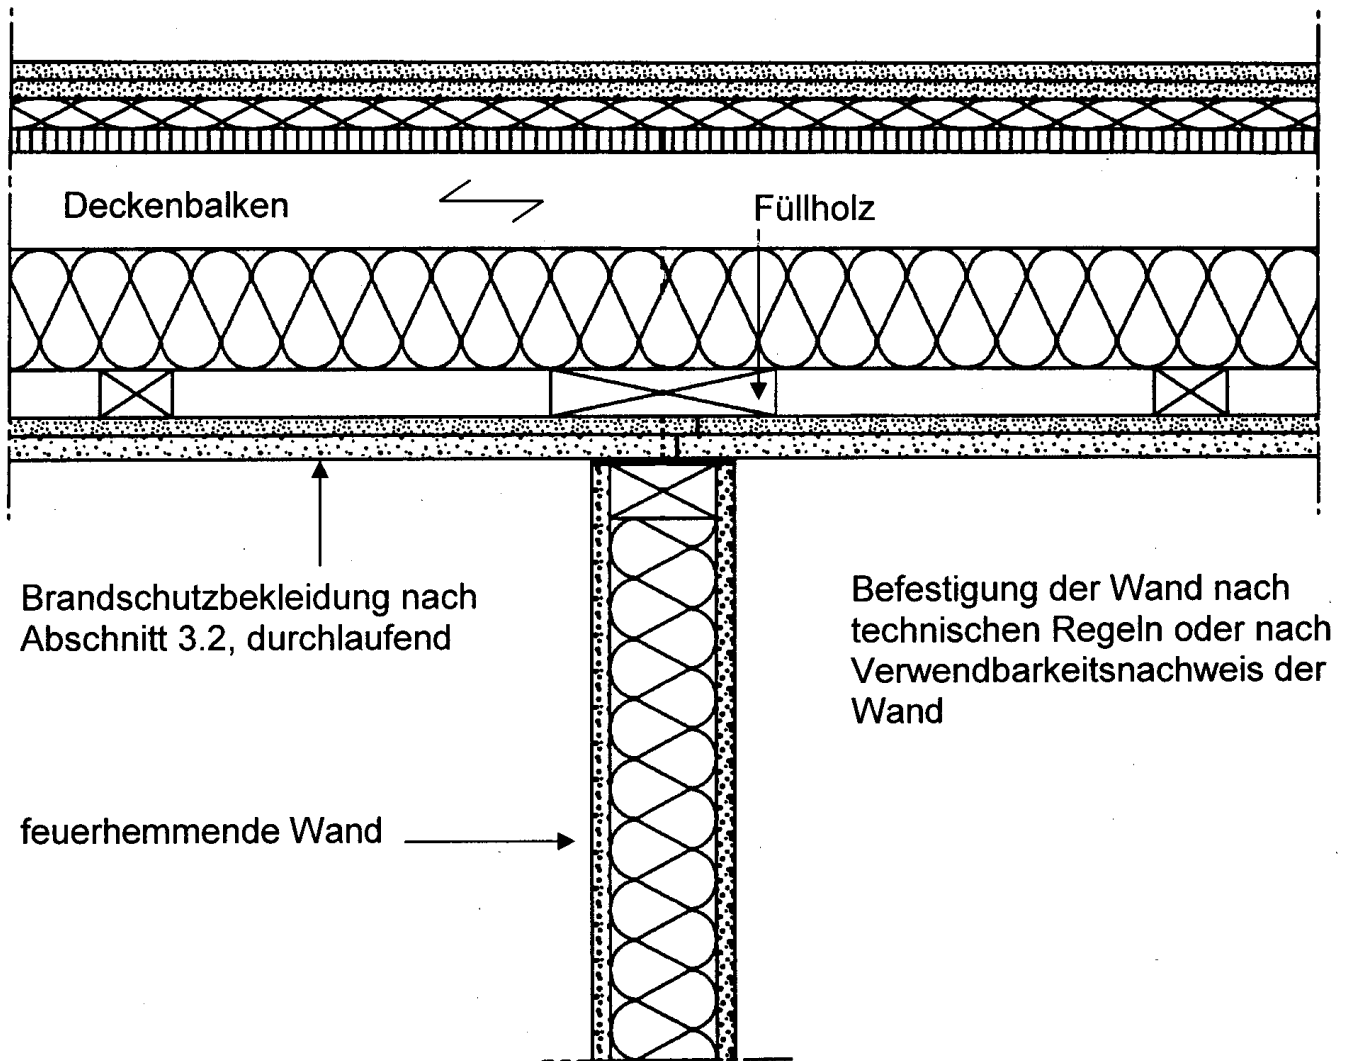 Deckenbalken
Füllholz
Brandschutzbekleidung nach
Abschnitt 3.2, durchlaufend
Befestigung der Wand nach
technischen Regeln oder nach
Verwendbarkeitsnachweis der
Wand
feuerhemmende Wand